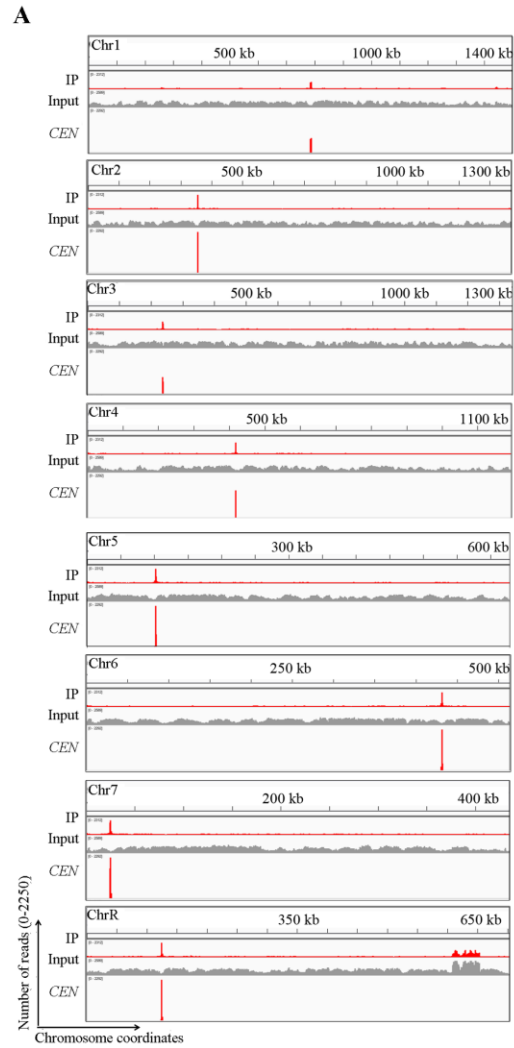 A
Chr1
500 kb 1000 kb 1400 kb
IP
Input
CEN
Chr2
500 kb 1000 kb 1300 kb
IP
Input
CEN
Chr3
500 kb 1000 kb 1300 kb
IP
Input
CEN
Chr4
500 kb 1100 kb
IP
Input
CEN
Chr5
300 kb 600 kb
IP
Input
CEN
Chr6
250 kb 500 kb
IP
Input
CEN
Chr7
200 kb 400 kb
IP
Input
CEN
ChrR
350 kb 650 kb
IP
Input
CEN
Number of reads (0-2250)
Chromosome coordinates